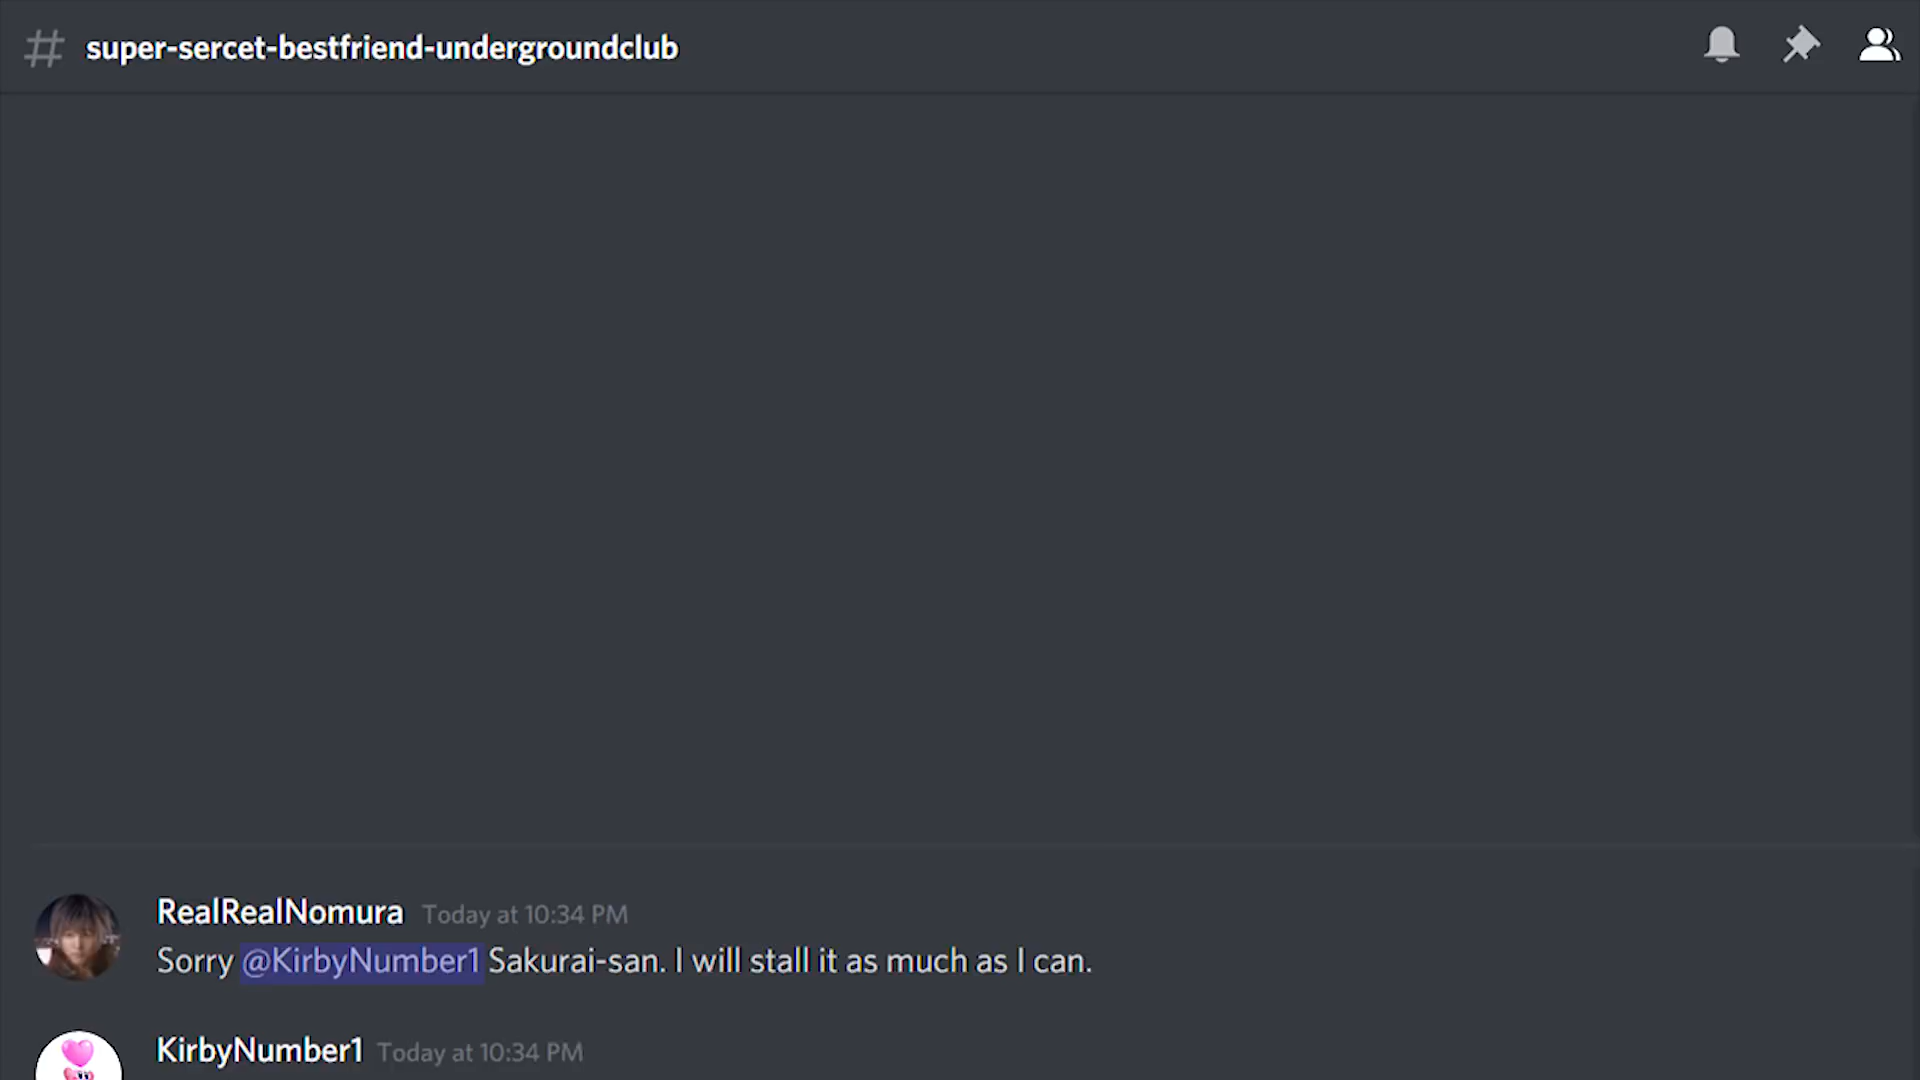 # super-sercet-bestfriend-undergroundclub
RealRealNomura Today at 10:34 PM
Sorry @KirbyNumber1 Sakurai-san. I will stall it as much as I can.
KirbyNumber1 Today at 10:34 PM